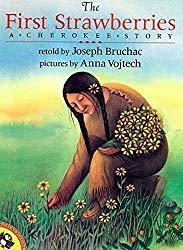 The
First Strawberries
A • CHEROKEE • STORY
retold by Joseph Bruchac
pictures by Anna Vojtech